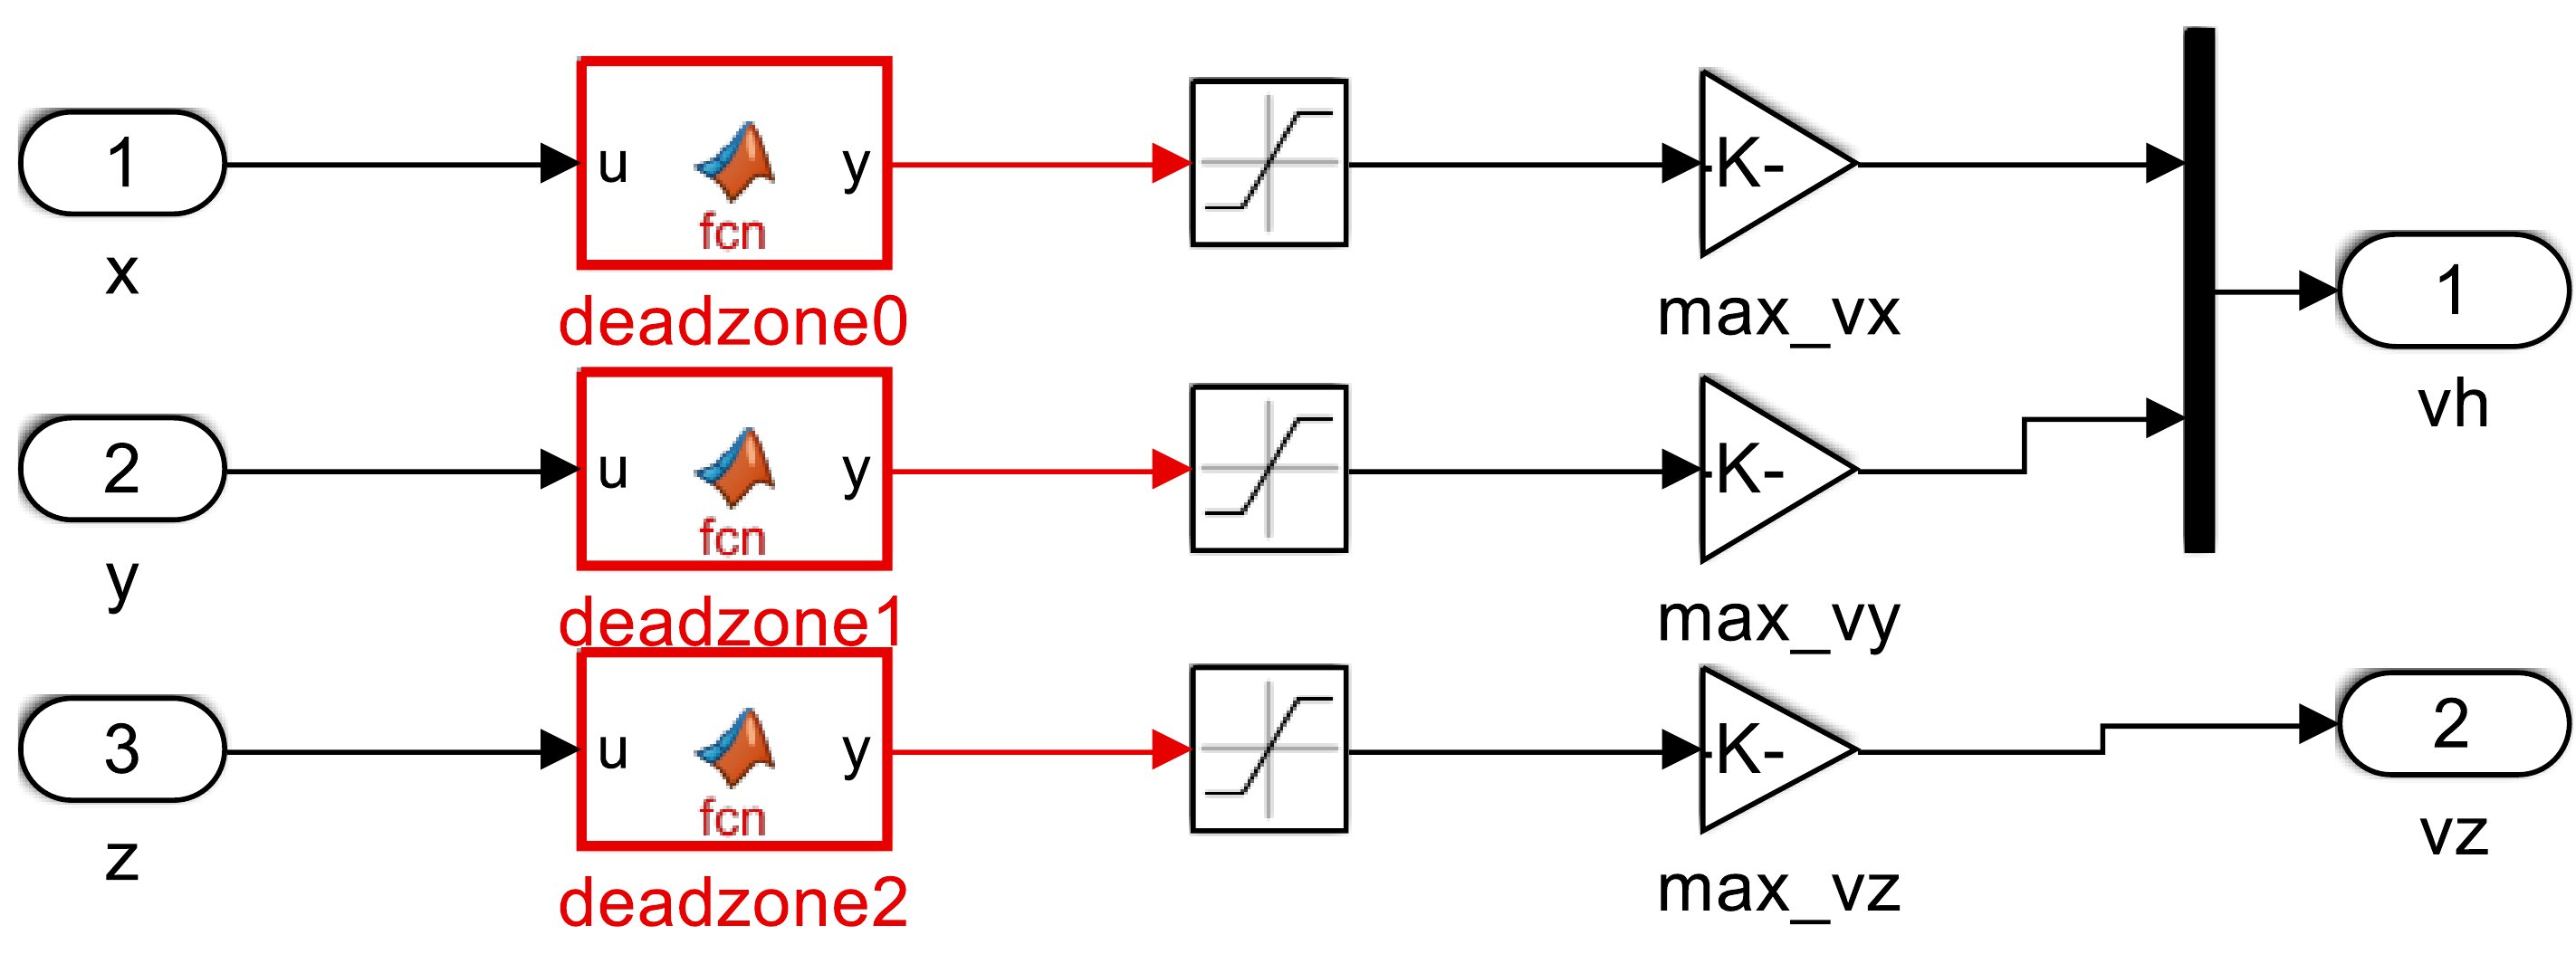 1
x
u
y
fcn
deadzone0
-K-
max_vx
1
vh
2
y
u
y
fcn
deadzone1
-K-
max_vy
3
z
u
y
fcn
deadzone2
-K-
max_vz
2
vz